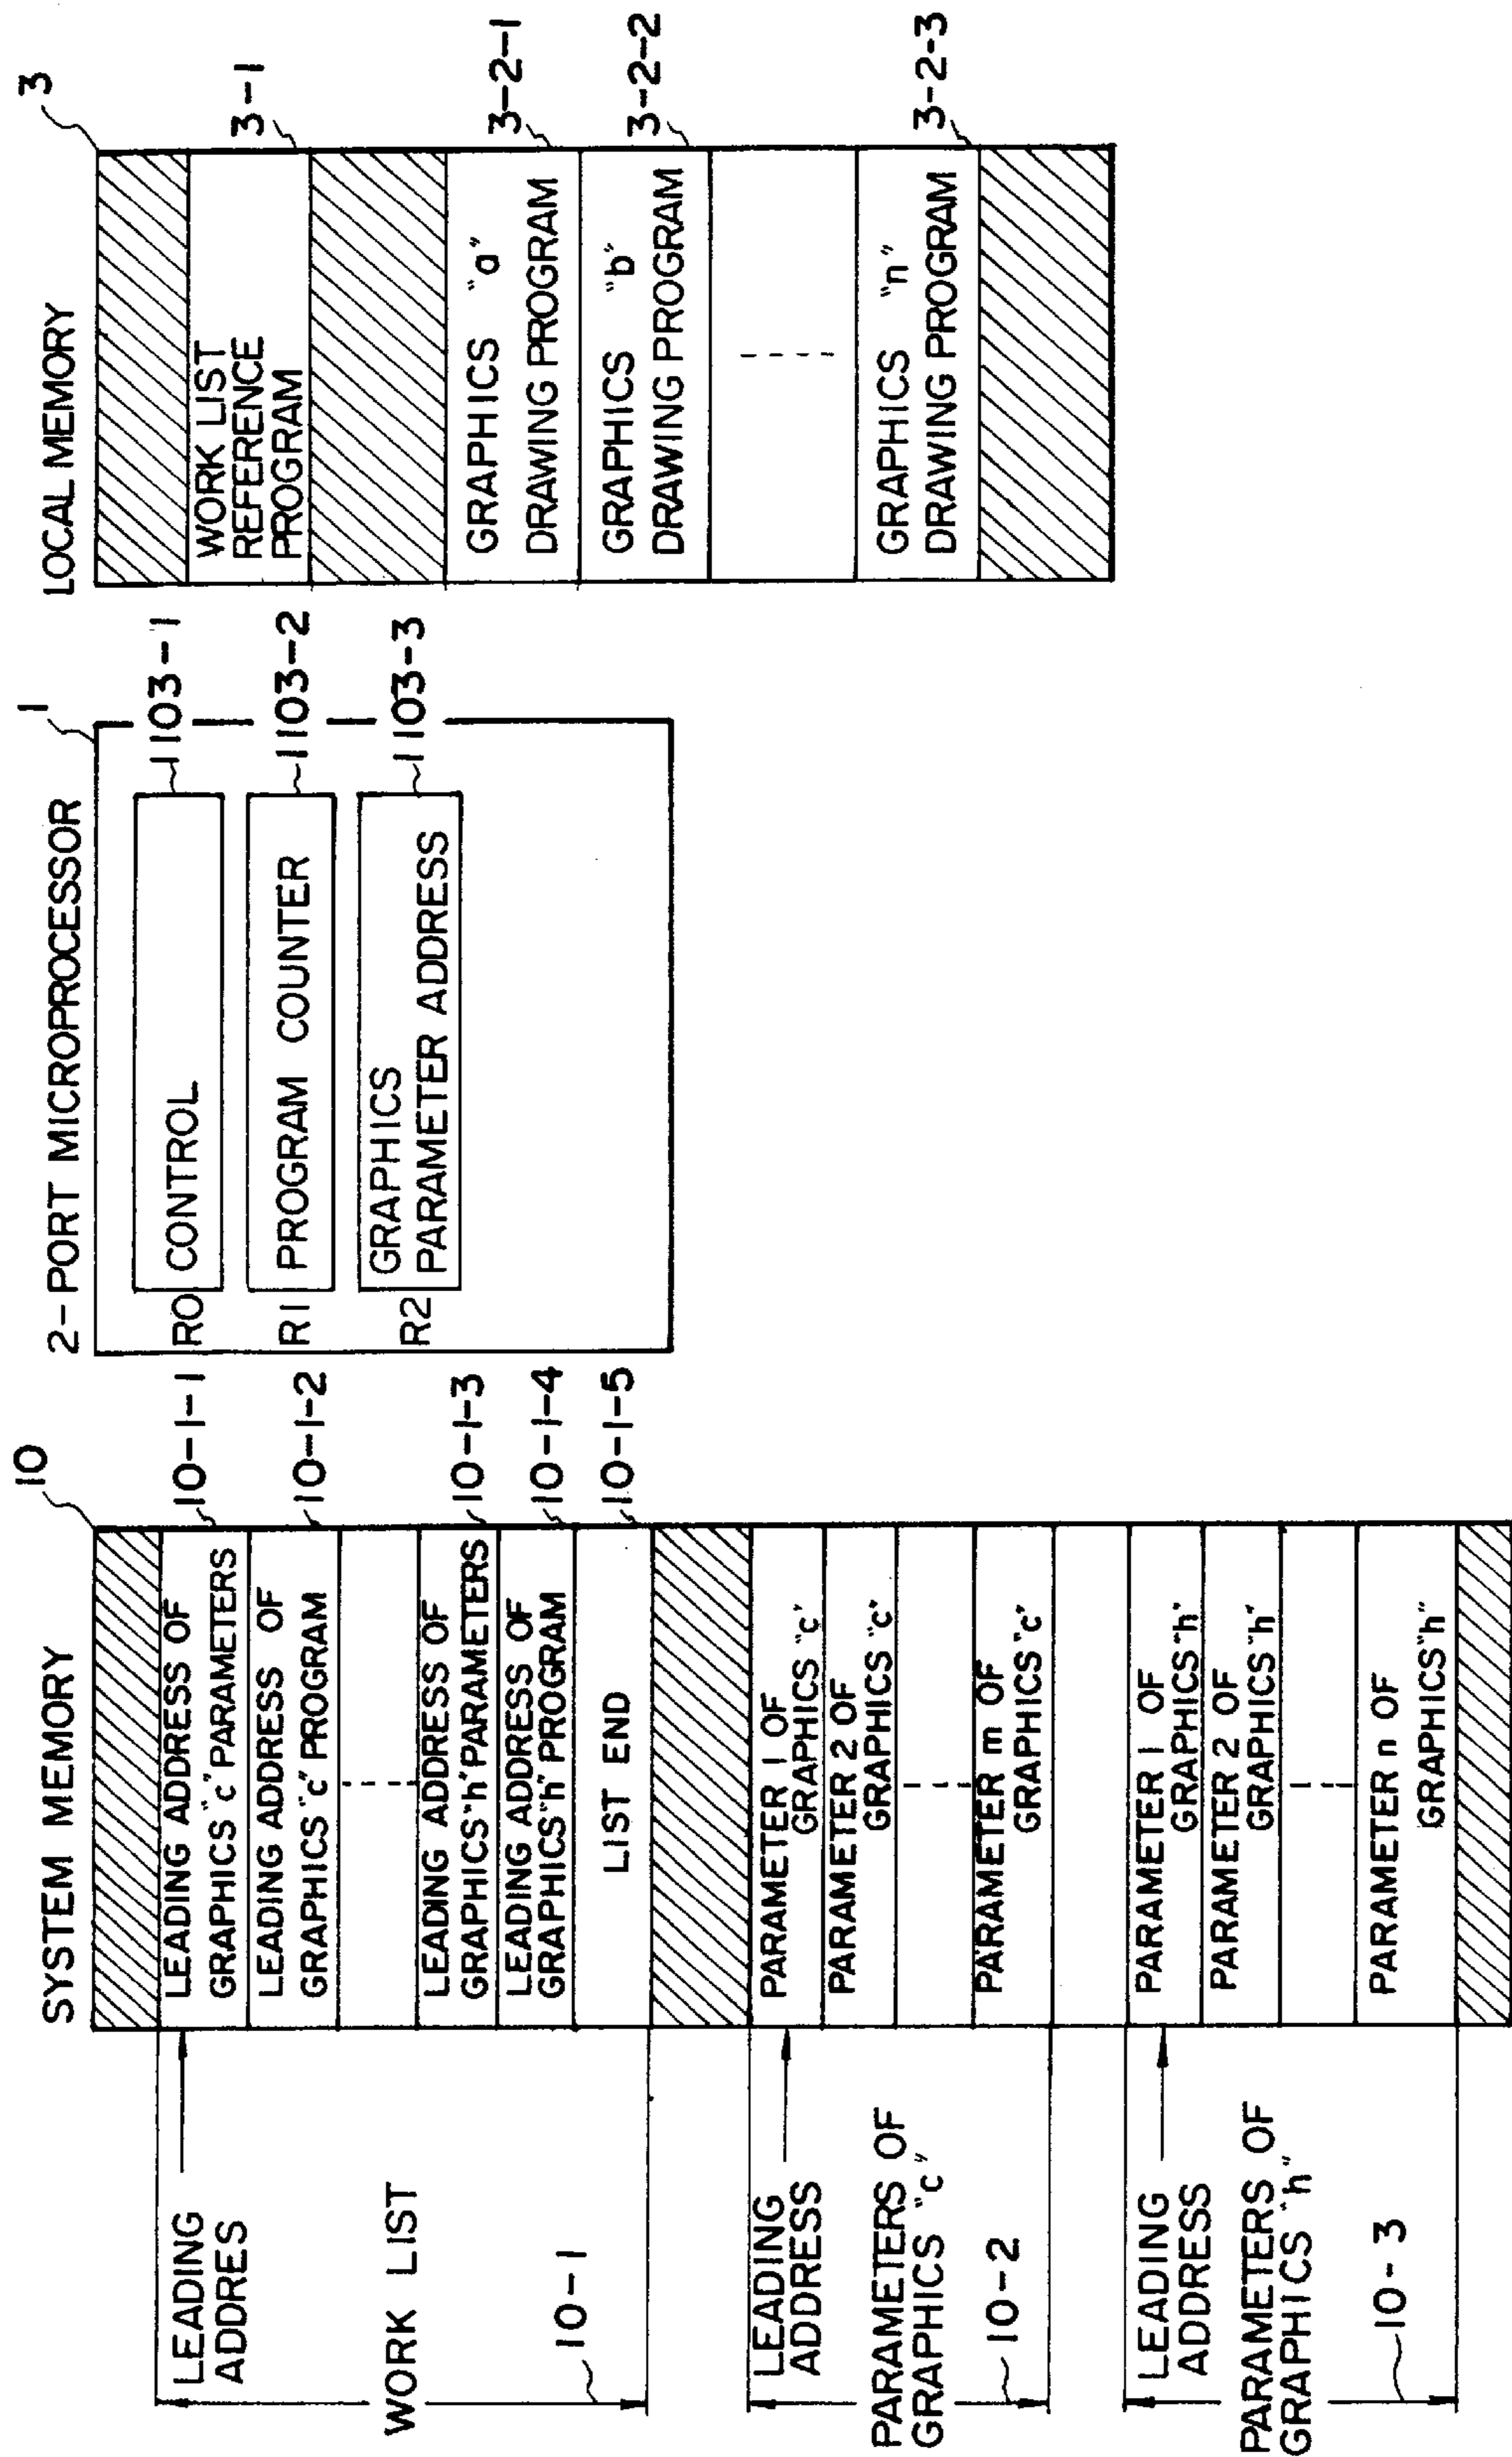 SYSTEM MEMORY
10
LEADING ADDRESS OF
GRAPHICS "c" PARAMETERS
10-1-1
LEADING ADDRESS OF
GRAPHICS "c" PROGRAM
10-1-2
LEADING ADDRESS OF
GRAPHICS "h" PARAMETERS
10-1-3
LEADING ADDRESS OF
GRAPHICS "h" PROGRAM
10-1-4
LIST END
10-1-5
PARAMETER 1 OF
GRAPHICS "c"
PARAMETER 2 OF
GRAPHICS "c"
PARAMETER m OF
GRAPHICS "c"
PARAMETER 1 OF
GRAPHICS "h"
PARAMETER 2 OF
GRAPHICS "h"
PARAMETER n OF
GRAPHICS "h"
LEADING
ADDRES
WORK LIST
10-1
LEADING
ADDRESS
PARAMETERS OF
GRAPHICS "c"
10-2
LEADING
ADDRESS
PARAMETERS OF
GRAPHICS "h"
10-3
2-PORT MICROPROCESSOR
1
R0 CONTROL
1103-1
R1 PROGRAM COUNTER
1103-2
R2 GRAPHICS
PARAMETER ADDRESS
1103-3
LOCAL MEMORY
3
WORK LIST
REFERENCE
PROGRAM
3-1
GRAPHICS "a"
DRAWING PROGRAM
3-2-1
GRAPHICS "b"
DRAWING PROGRAM
3-2-2
GRAPHICS "n"
DRAWING PROGRAM
3-2-3